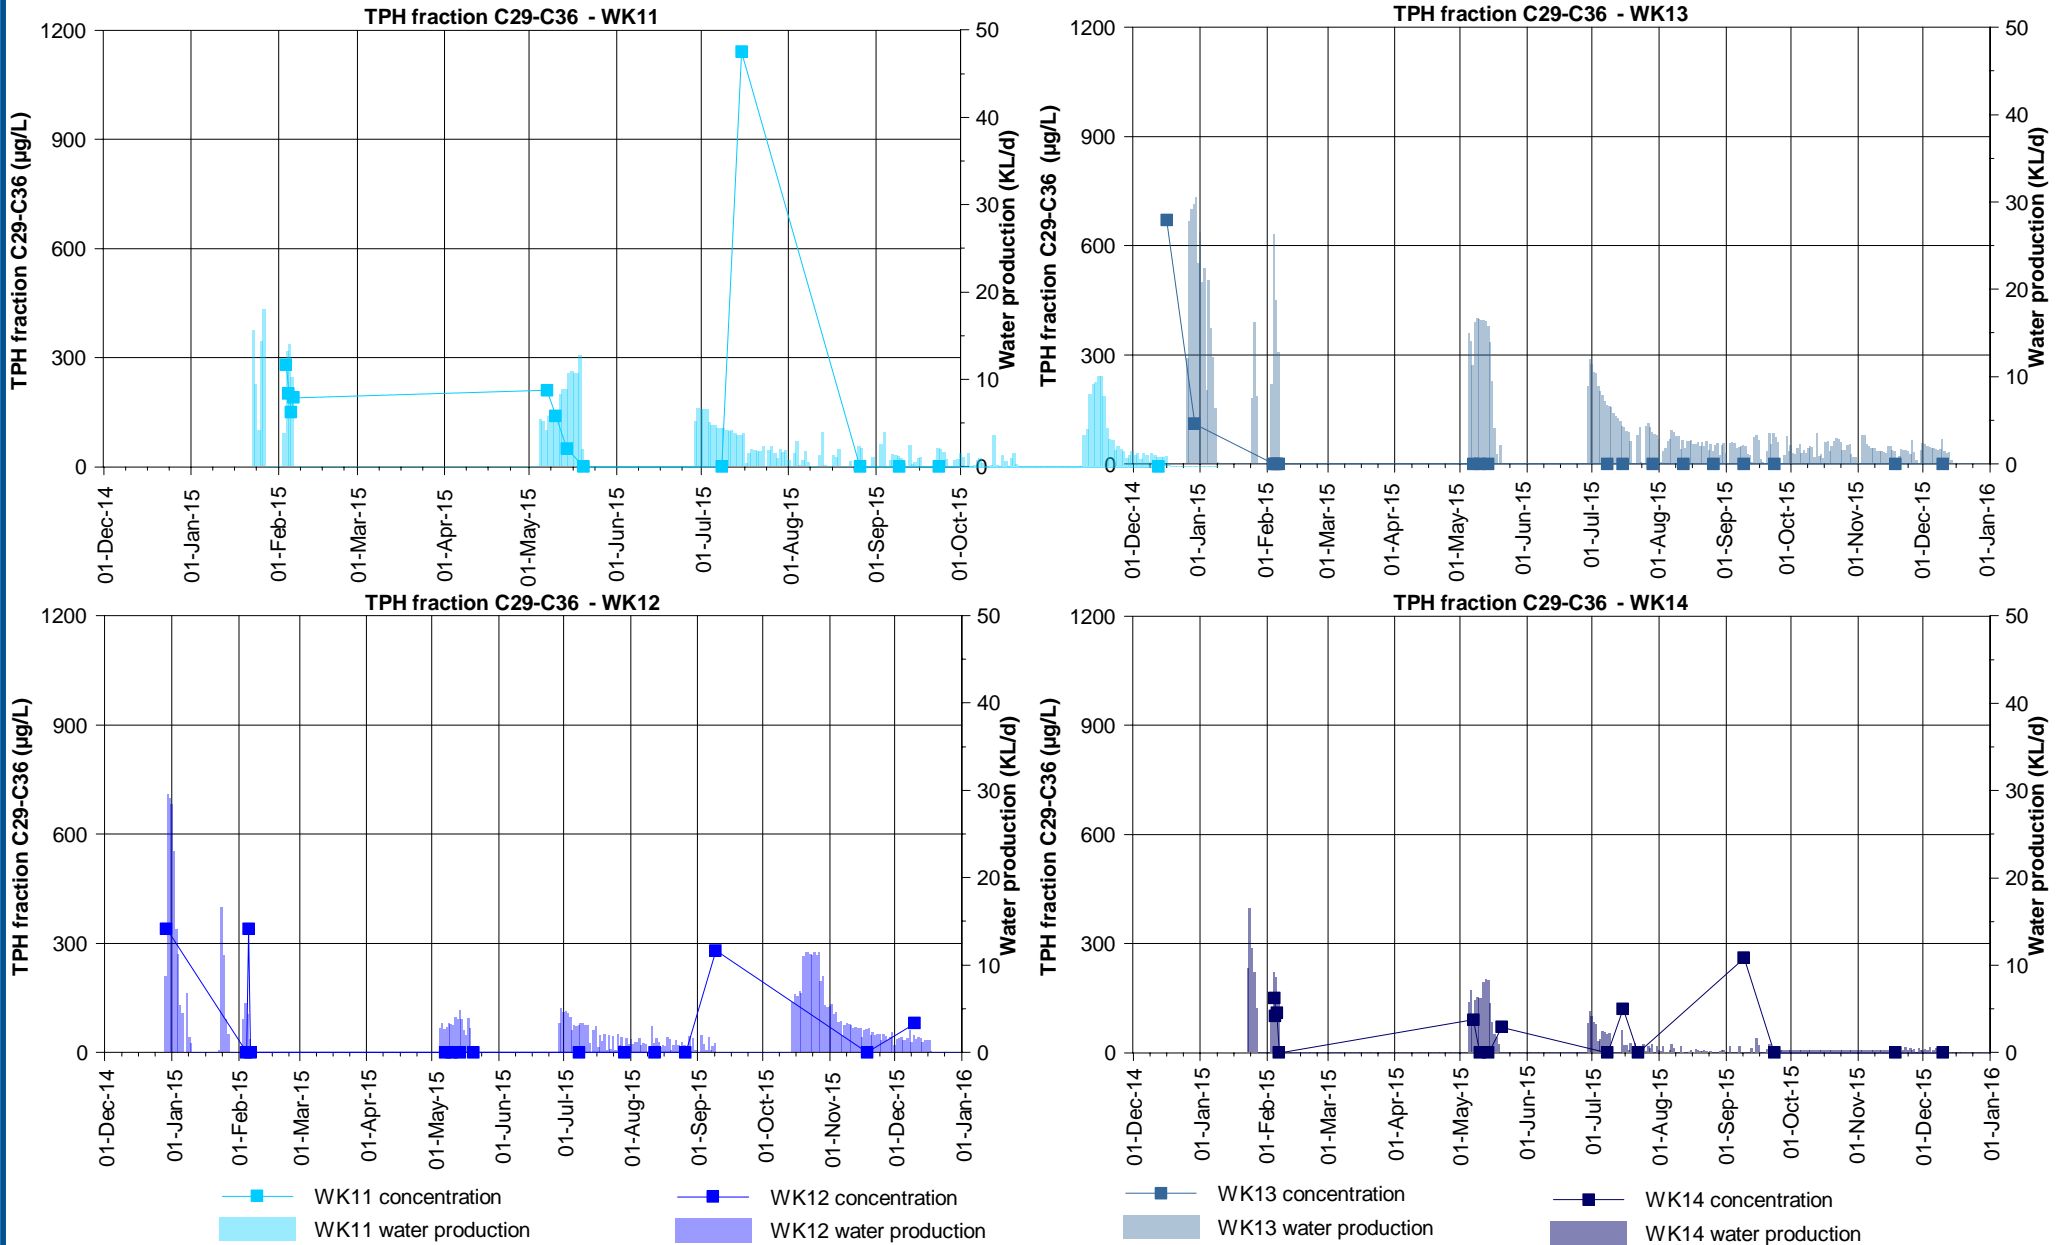 TPH fraction C29-C36 - WK11
TPH fraction C29-C36 (µg/L)
1200
900
600
300
0
50
40
30
20
10
0
Water production (KL/d)
01-Dec-14
01-Jan-15
01-Feb-15
01-Mar-15
01-Apr-15
01-May-15
01-Jun-15
01-Jul-15
01-Aug-15
01-Sep-15
01-Oct-15
TPH fraction C29-C36 - WK13
TPH fraction C29-C36 (µg/L)
1200
900
600
300
0
50
40
30
20
10
0
Water production (KL/d)
01-Dec-14
01-Jan-15
01-Feb-15
01-Mar-15
01-Apr-15
01-May-15
01-Jun-15
01-Jul-15
01-Aug-15
01-Sep-15
01-Oct-15
01-Nov-15
01-Dec-15
01-Jan-16
TPH fraction C29-C36 - WK12
TPH fraction C29-C36 (µg/L)
1200
900
600
300
0
50
40
30
20
10
0
Water production (KL/d)
01-Dec-14
01-Jan-15
01-Feb-15
01-Mar-15
01-Apr-15
01-May-15
01-Jun-15
01-Jul-15
01-Aug-15
01-Sep-15
01-Oct-15
01-Nov-15
01-Dec-15
01-Jan-16
TPH fraction C29-C36 - WK14
TPH fraction C29-C36 (µg/L)
1200
900
600
300
0
50
40
30
20
10
0
Water production (KL/d)
01-Dec-14
01-Jan-15
01-Feb-15
01-Mar-15
01-Apr-15
01-May-15
01-Jun-15
01-Jul-15
01-Aug-15
01-Sep-15
01-Oct-15
01-Nov-15
01-Dec-15
01-Jan-16
WK11 concentration
WK11 water production
WK12 concentration
WK12 water production
WK13 concentration
WK13 water production
WK14 concentration
WK14 water production